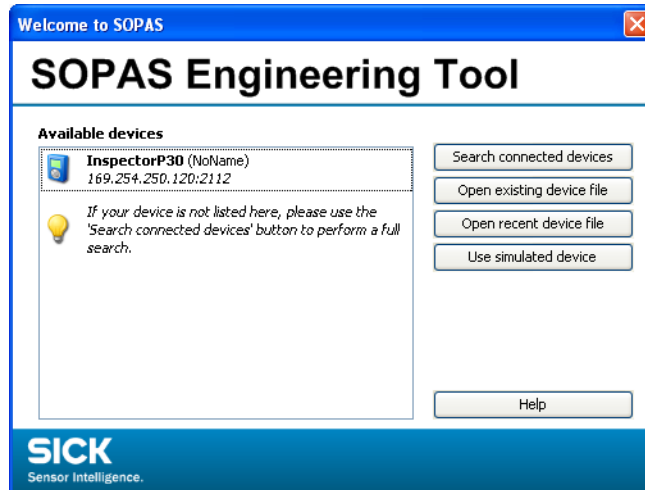 Welcome to SOPAS
SOPAS Engineering Tool
Available devices
InspectorP30 (NoName)
169.254.250.120:2112
If your device is not listed here, please use the
'Search connected devices' button to perform a full
search.
Search connected devices
Open existing device file
Open recent device file
Use simulated device
Help
SICK
Sensor Intelligence.